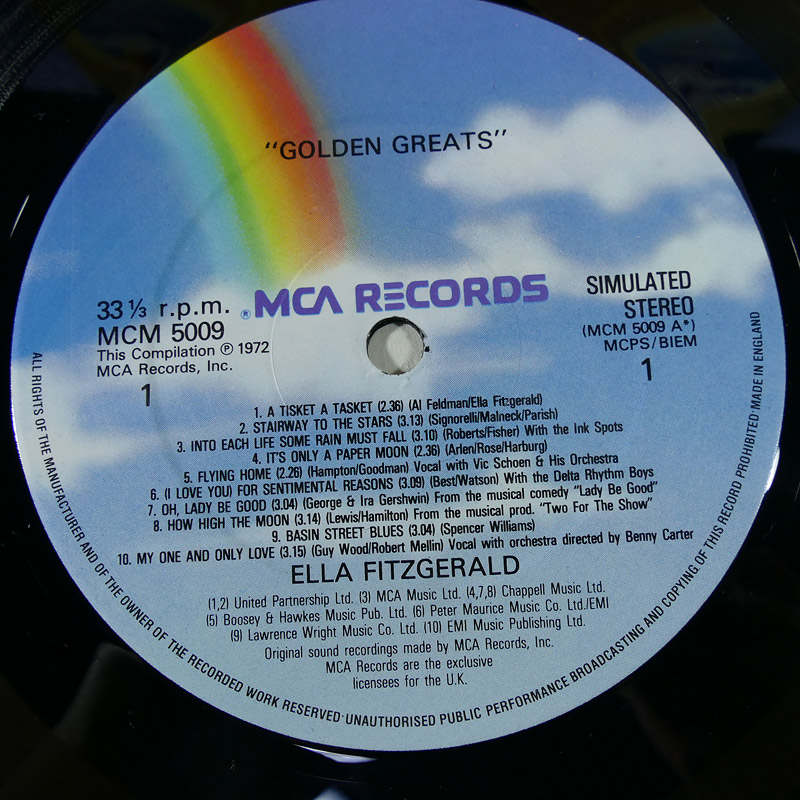 "GOLDEN GREATS"
® MCA RECORDS
33 ⅓ r.p.m.
MCM 5009
This Compilation ℗ 1972
MCA Records, Inc.
1
SIMULATED
STEREO
(MCM 5009 A*)
MCPS/BIEM
1
1. A TISKET A TASKET (2.36) (Al Feldman/Ella Fitzgerald)
2. STAIRWAY TO THE STARS (3.13) (Signorelli/Malneck/Parish)
3. INTO EACH LIFE SOME RAIN MUST FALL (3.10) (Roberts/Fisher) With the Ink Spots
4. IT'S ONLY A PAPER MOON (2.36) (Arlen/Rose/Harburg)
5. FLYING HOME (2.26) (Hampton/Goodman) Vocal with Vic Schoen & His Orchestra
6. (I LOVE YOU) FOR SENTIMENTAL REASONS (3.09) (Best/Watson) With the Delta Rhythm Boys
7. OH, LADY BE GOOD (3.04) (George & Ira Gershwin) From the musical comedy "Lady Be Good"
8. HOW HIGH THE MOON (3.14) (Lewis/Hamilton) From the musical prod. "Two For The Show"
9. BASIN STREET BLUES (3.04) (Spencer Williams)
10. MY ONE AND ONLY LOVE (3.15) (Guy Wood/Robert Mellin) Vocal with orchestra directed by Benny Carter
ELLA FITZGERALD
(1,2) United Partnership Ltd. (3) MCA Music Ltd. (4,7,8) Chappell Music Ltd.
(5) Boosey & Hawkes Music Pub. Ltd. (6) Peter Maurice Music Co. Ltd./EMI
(9) Lawrence Wright Music Co. Ltd. (10) EMI Music Publishing Ltd.
Original sound recordings made by MCA Records, Inc.
MCA Records are the exclusive
licensees for the U.K.
ALL RIGHTS OF THE MANUFACTURER AND OF THE OWNER OF THE RECORDED WORK RESERVED·UNAUTHORISED PUBLIC PERFORMANCE BROADCASTING AND COPYING OF THIS RECORD PROHIBITED·MADE IN ENGLAND